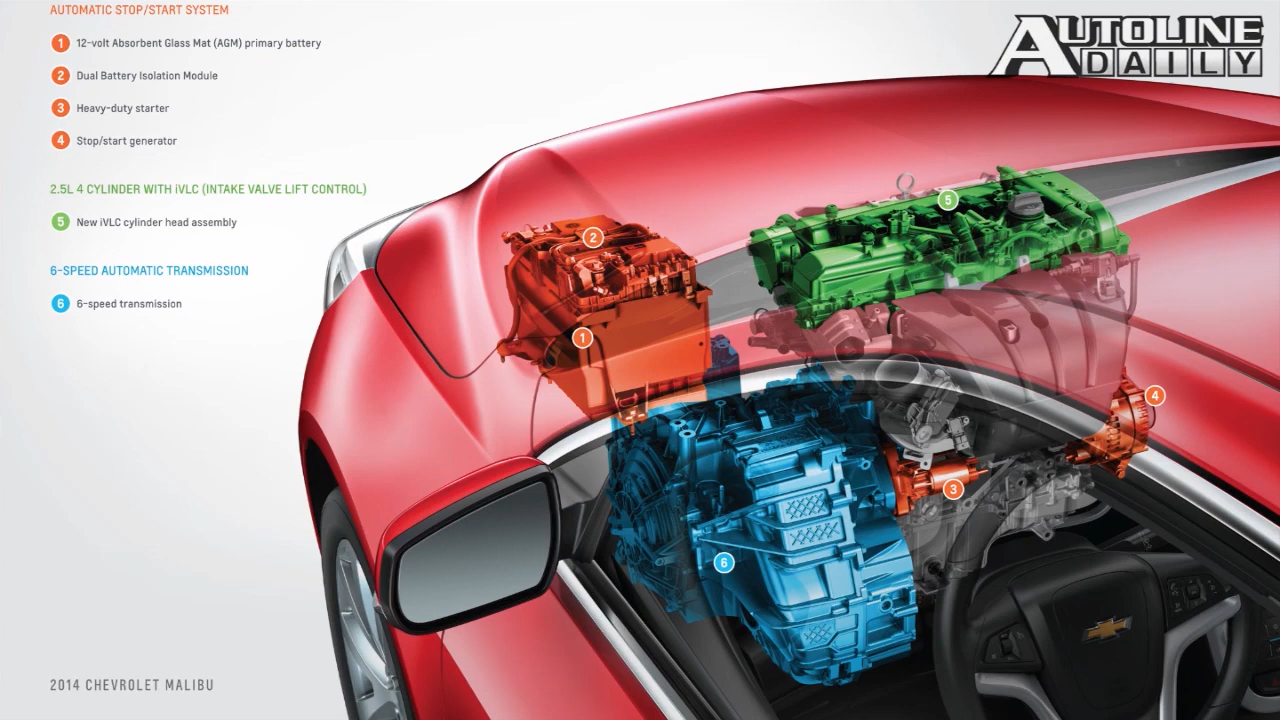 AUTOMATIC STOP/START SYSTEM
1 12-volt Absorbent Glass Mat (AGM) primary battery
2 Dual Battery Isolation Module
3 Heavy-duty starter
4 Stop/start generator
2.5L 4 CYLINDER WITH iVLC (INTAKE VALVE LIFT CONTROL)
5 New iVLC cylinder head assembly
6-SPEED AUTOMATIC TRANSMISSION
6 6-speed transmission
AUTOLINE
DAILY
2
5
1
4
3
6
2014 CHEVROLET MALIBU